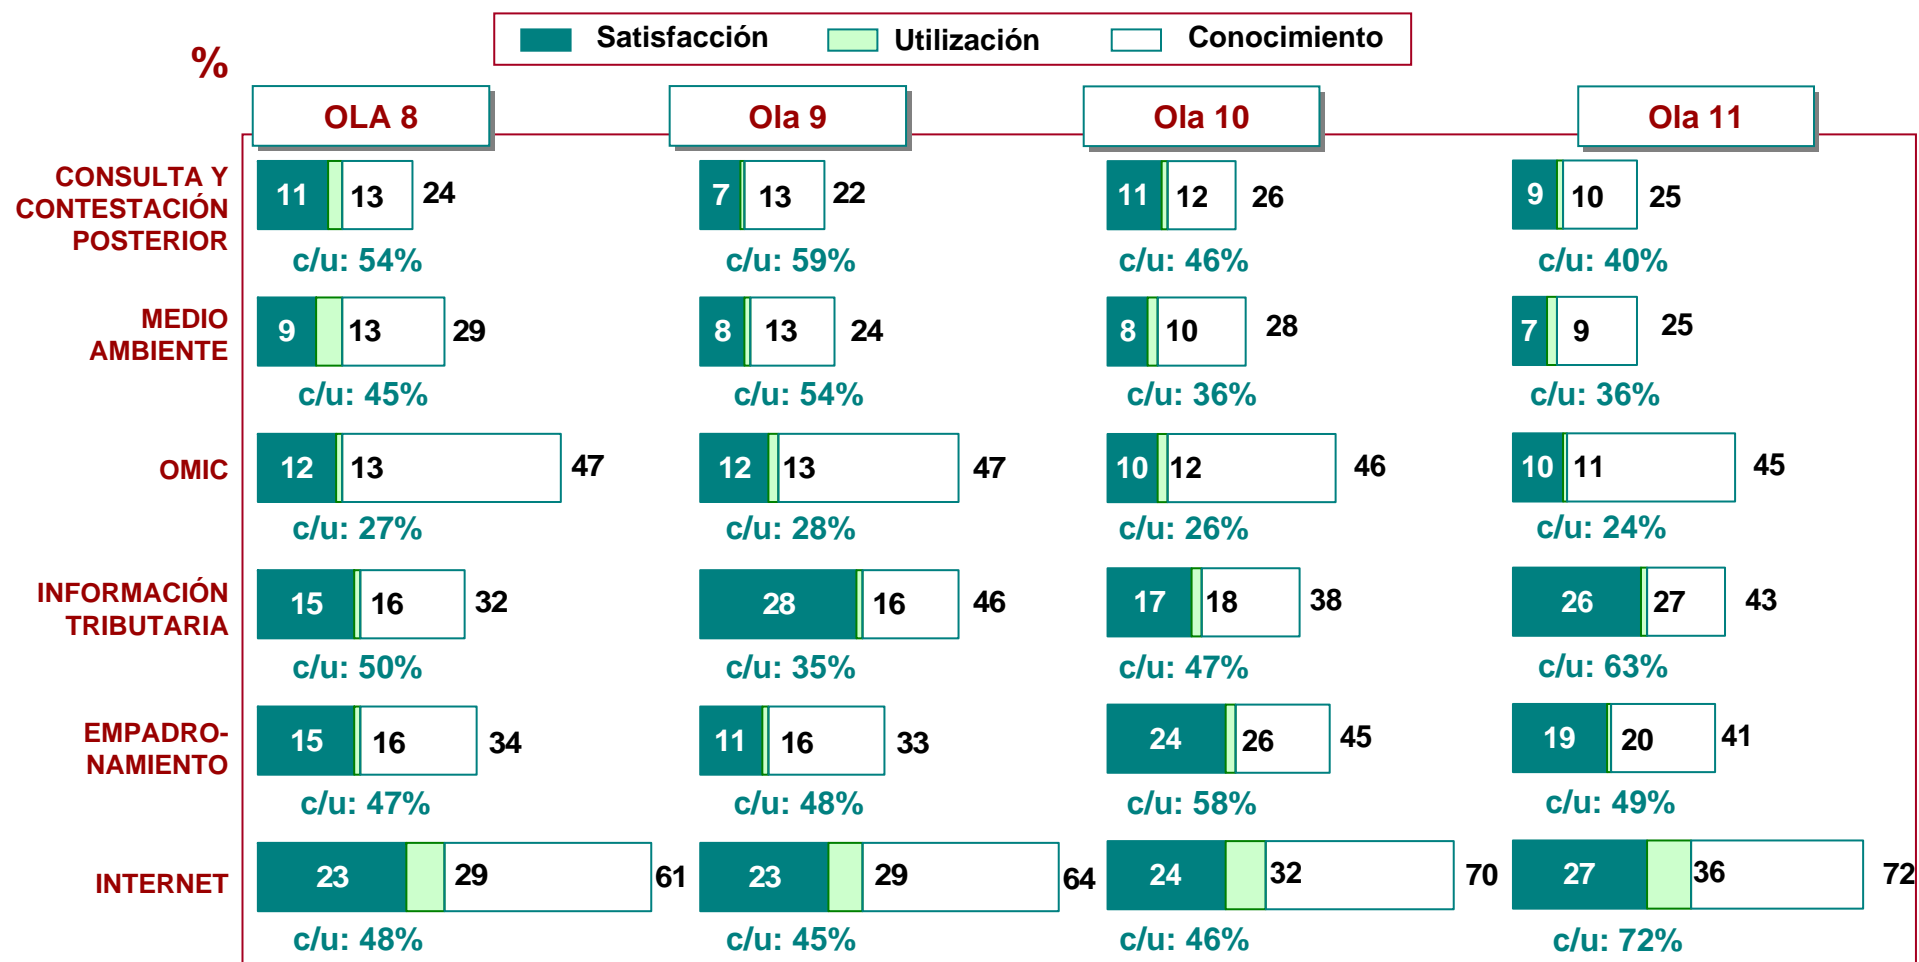 Satisfacción Utilización Conocimiento
%
OLA 8 Ola 9 Ola 10 Ola 11
CONSULTA Y
CONTESTACIÓN
POSTERIOR
11 13 24 7 13 22 11 12 26 9 10 25
c/u: 54% c/u: 59% c/u: 46% c/u: 40%
MEDIO
AMBIENTE
9 13 29 8 13 24 8 10 28 7 9 25
c/u: 45% c/u: 54% c/u: 36% c/u: 36%
OMIC
12 13 47 12 13 47 10 12 46 10 11 45
c/u: 27% c/u: 28% c/u: 26% c/u: 24%
INFORMACIÓN
TRIBUTARIA
15 16 32 28 16 46 17 18 38 26 27 43
c/u: 50% c/u: 35% c/u: 47% c/u: 63%
EMPADRO-
NAMIENTO
15 16 34 11 16 33 24 26 45 19 20 41
c/u: 47% c/u: 48% c/u: 58% c/u: 49%
INTERNET
23 29 61 23 29 64 24 32 70 27 36 72
c/u: 48% c/u: 45% c/u: 46% c/u: 72%